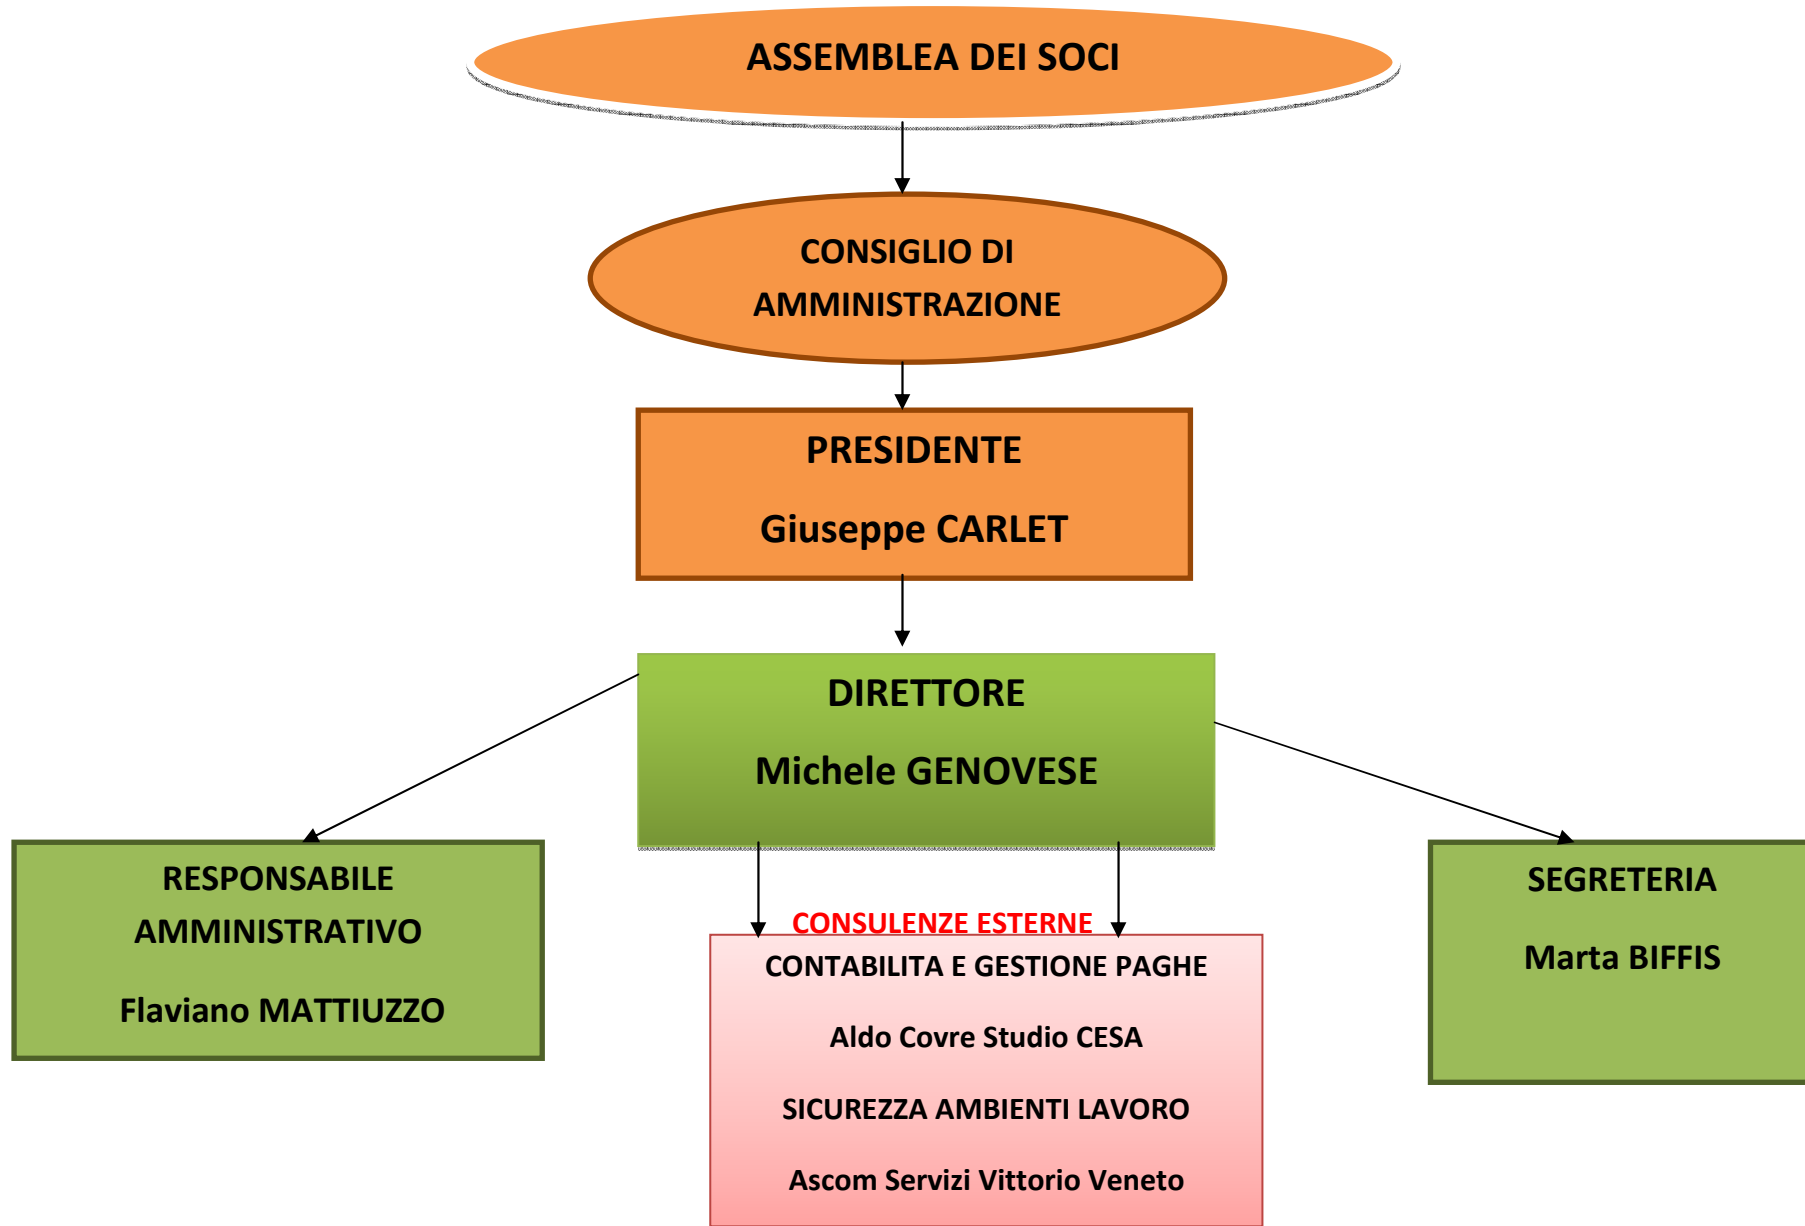 ASSEMBLEA DEI SOCI
CONSIGLIO DI
AMMINISTRAZIONE
PRESIDENTE
Giuseppe CARLET
DIRETTORE
Michele GENOVESE
RESPONSABILE
AMMINISTRATIVO
Flaviano MATTIUZZO
CONSULENZE ESTERNE
CONTABILITA E GESTIONE PAGHE
Aldo Covre Studio CESA
SICUREZZA AMBIENTI LAVORO
Ascom Servizi Vittorio Veneto
SEGRETERIA
Marta BIFFIS